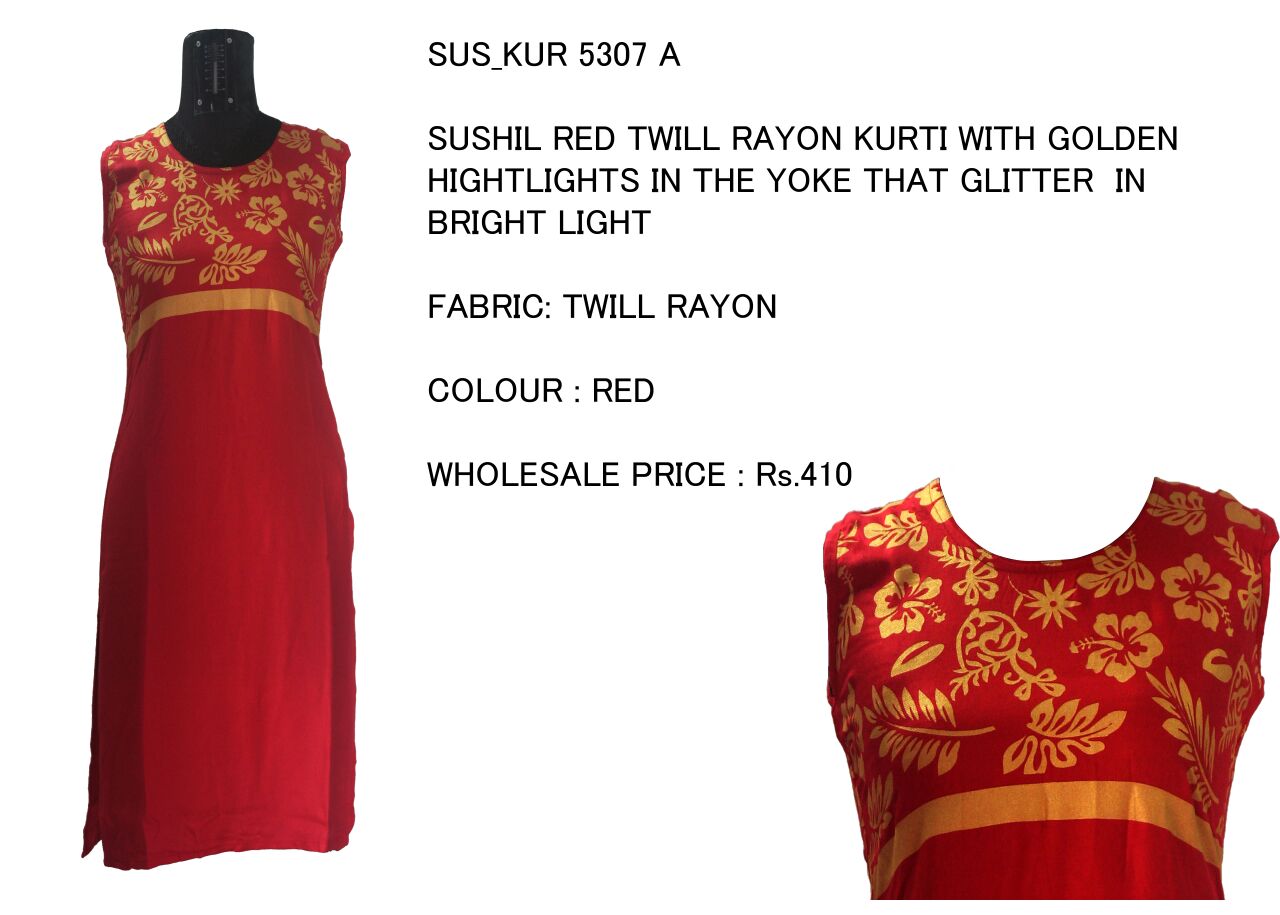 SUS_KUR 5307 A
SUSHIL RED TWILL RAYON KURTI WITH GOLDEN
HIGHTLIGHTS IN THE YOKE THAT GLITTER  IN
BRIGHT LIGHT
FABRIC: TWILL RAYON
COLOUR : RED
WHOLESALE PRICE : Rs.410